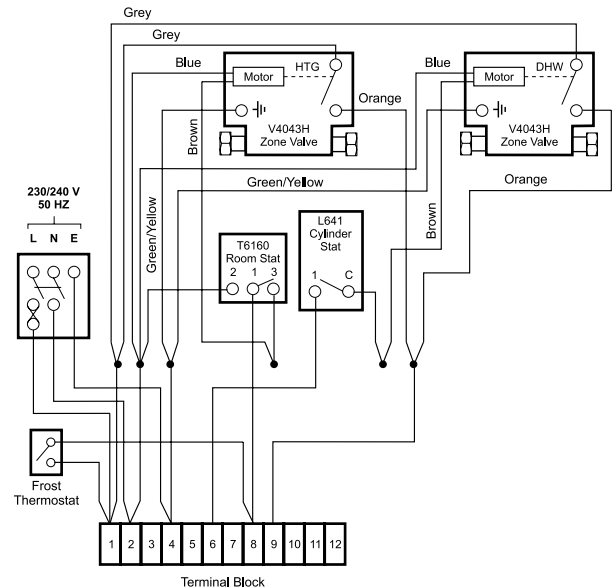 Grey
Grey
Blue
HTG
Motor
V4043H
Zone Valve
Orange
Brown
Blue
DHW
Motor
V4043H
Zone Valve
Orange
Brown
Green/Yellow
Green/Yellow
230/240 V
50 HZ
L N E
T6160
Room Stat
2 1 3
L641
Cylinder
Stat
1 C
Frost
Thermostat
1 2 3 4 5 6 7 8 9 10 11 12
Terminal Block